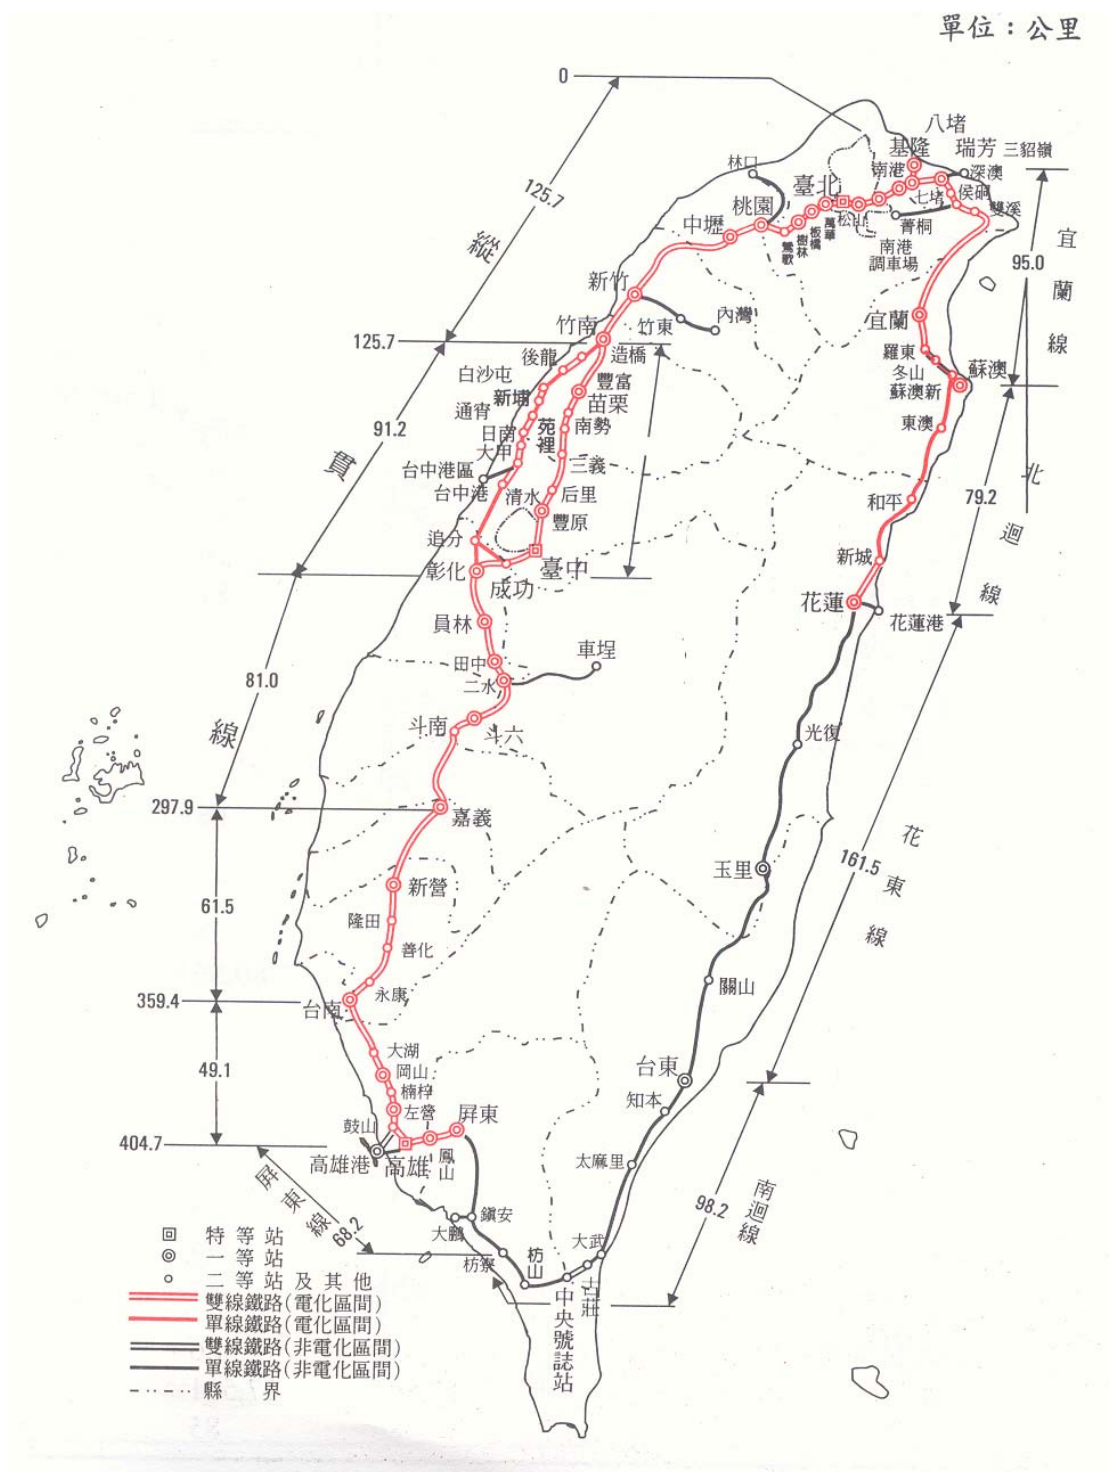 單位：公里
0
八堵
基隆
瑞芳
三貂嶺
深澳
南港
七堵
侯硐
雙溪
菁桐
林口
臺北
松山
萬華
板橋
樹林
鶯歌
桃園
中壢
南港
調車場
125.7
縱
新竹
竹東
內灣
宜蘭
95.0
宜
蘭
線
125.7
竹南
造橋
後龍
豐富
白沙屯
新埔
苗栗
通宵
苑裡
南勢
日南
大甲
三義
台中港區
台中港
清水
后里
豐原
追分
臺中
彰化
成功
91.2
貫
羅東
冬山
蘇澳
蘇澳新
東澳
和平
79.2
北
迴
線
新城
花蓮
花蓮港
員林
田中
二水
車埕
81.0
線
斗南
斗六
光復
297.9
嘉義
玉里
161.5
花
東
線
新營
61.5
隆田
善化
永康
359.4
台南
關山
大湖
岡山
49.1
楠梓
左營
台東
知本
鼓山
屏東
404.7
高雄港
高雄
鳳山
太麻里
屏東線
68.2
98.2
南迴線
鎮安
大鵬
枋寮
枋山
大武
古莊
中央號誌站
特等站
一等站
二等站及其他
雙線鐵路(電化區間)
單線鐵路(電化區間)
雙線鐵路(非電化區間)
單線鐵路(非電化區間)
縣 界